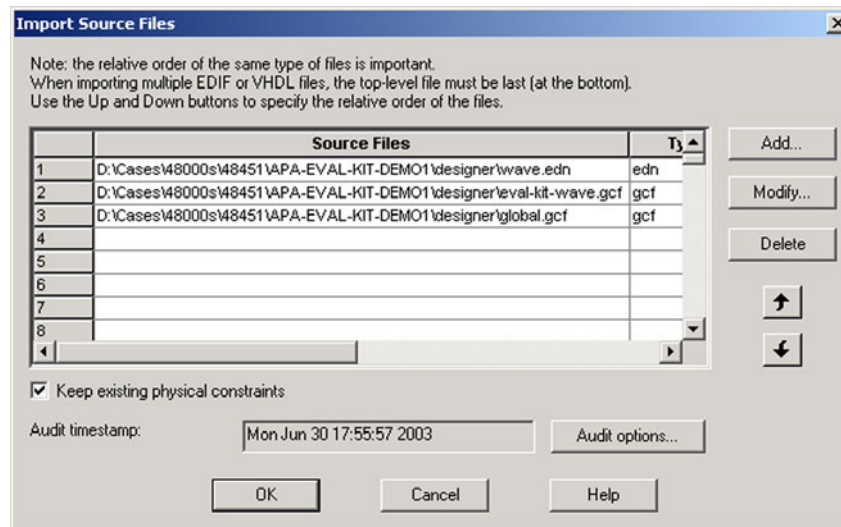 Import Source Files
Note: the relative order of the same type of files is important.
When importing multiple EDIF or VHDL files, the top-level file must be last (at the bottom).
Use the Up and Down buttons to specify the relative order of the files.
Source Files Ty
Add...
1 D:\Cases\48000s\48451\APA-EVAL-KIT-DEMO1\designer\wave.edn edn
2 D:\Cases\48000s\48451\APA-EVAL-KIT-DEMO1\designer\eval-kit-wave.gcf gcf
Modify...
3 D:\Cases\48000s\48451\APA-EVAL-KIT-DEMO1\designer\global.gcf gcf
4
Delete
5
6
7
8
Keep existing physical constraints
Audit timestamp: Mon Jun 30 17:55:57 2003 Audit options...
OK Cancel Help